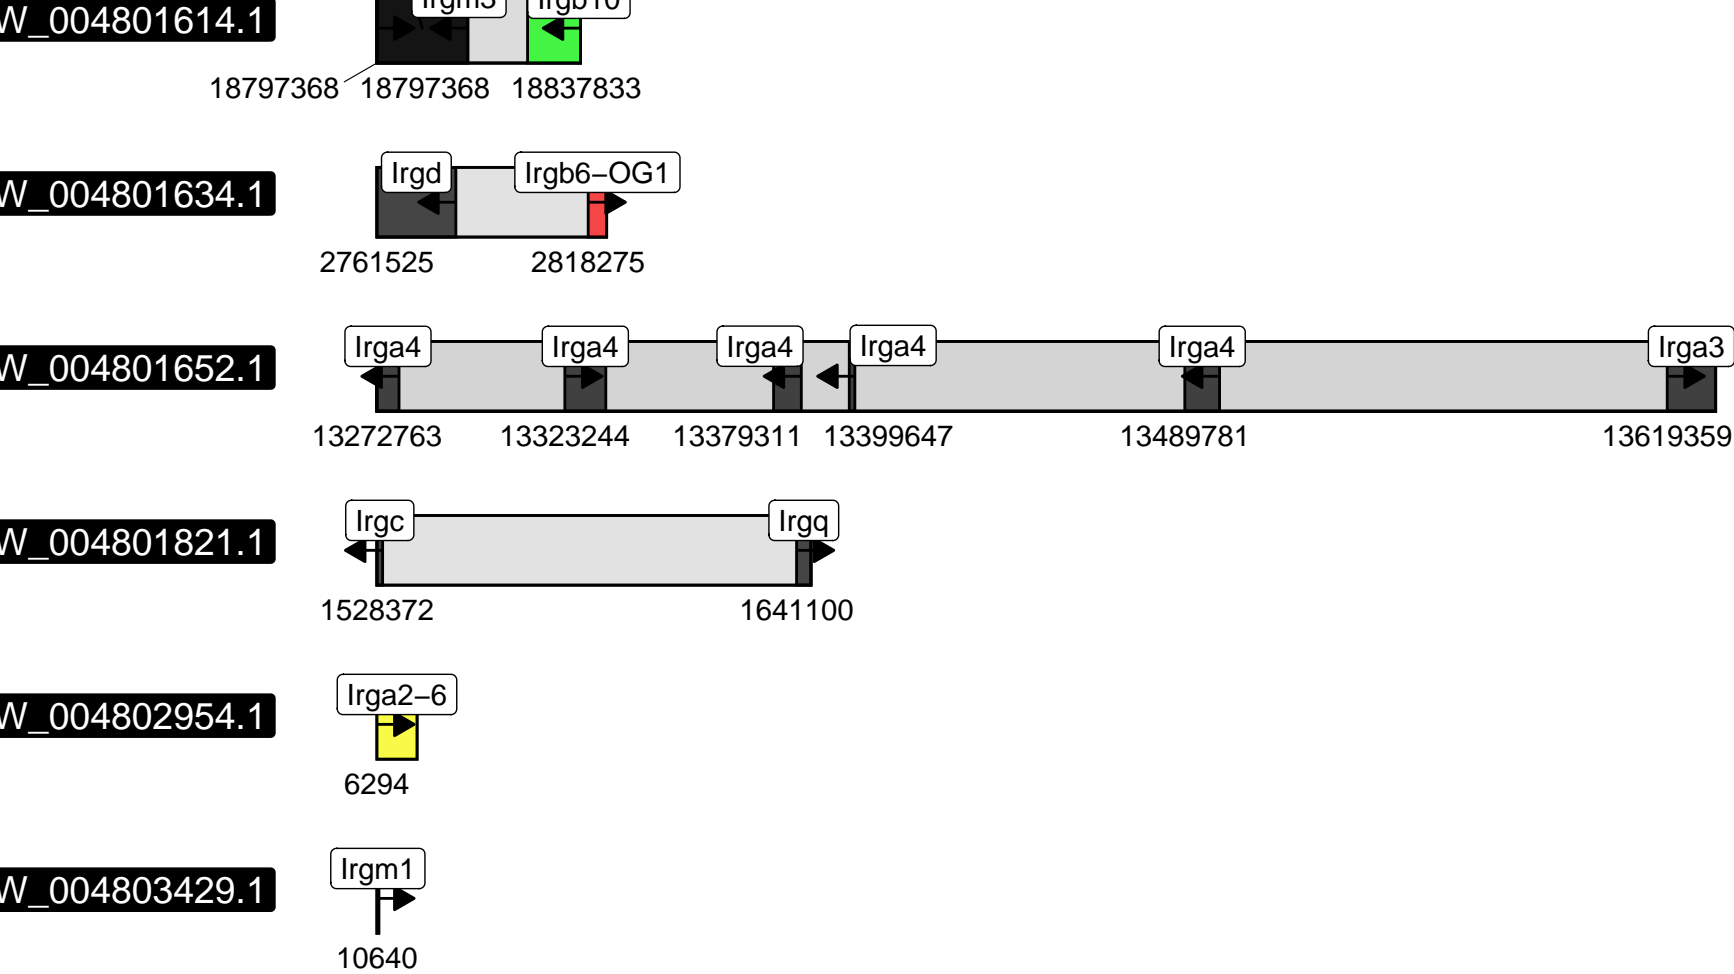 W_004801614.1
Irgm3 Irgb10
18797368 18797368 18837833
W_004801634.1
Irgd Irgb6−OG1
2761525 2818275
W_004801652.1
Irga4 Irga4 Irga4 Irga4 Irga4 Irga3
13272763 13323244 13379311 13399647 13489781 13619359
W_004801821.1
Irgc Irgq
1528372 1641100
W_004802954.1
Irga2−6
6294
W_004803429.1
Irgm1
10640